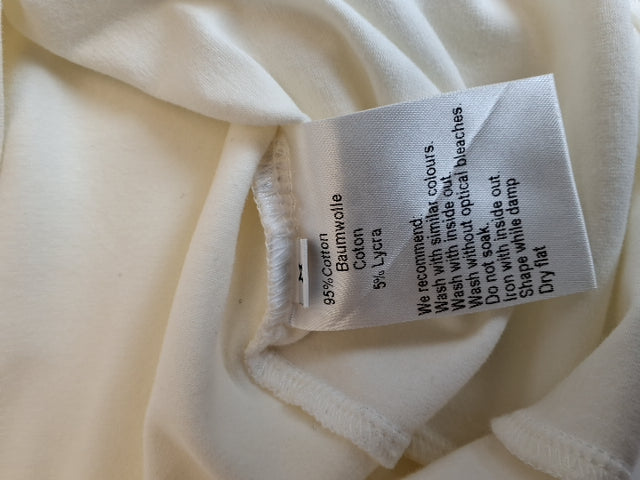 M
95% Cotton
Baumwolle
Coton
5% Lycra
We recommend:
Wash with similar colours.
Wash with inside out.
Wash without optical bleaches.
Do not soak.
Iron with inside out.
Shape while damp
Dry flat